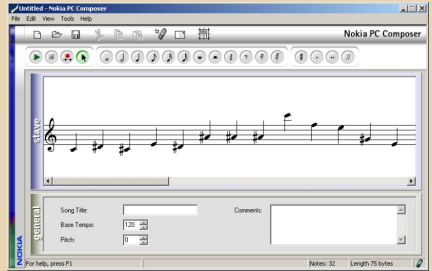 Untitled - Nokia PC Composer
File Edit View Tools Help
Nokia PC Composer
stave
general
Song Title:
Comments:
Base Tempo: 120
Pitch: 0
NOKIA
For help, press F1
Notes: 32
Length 75 bytes